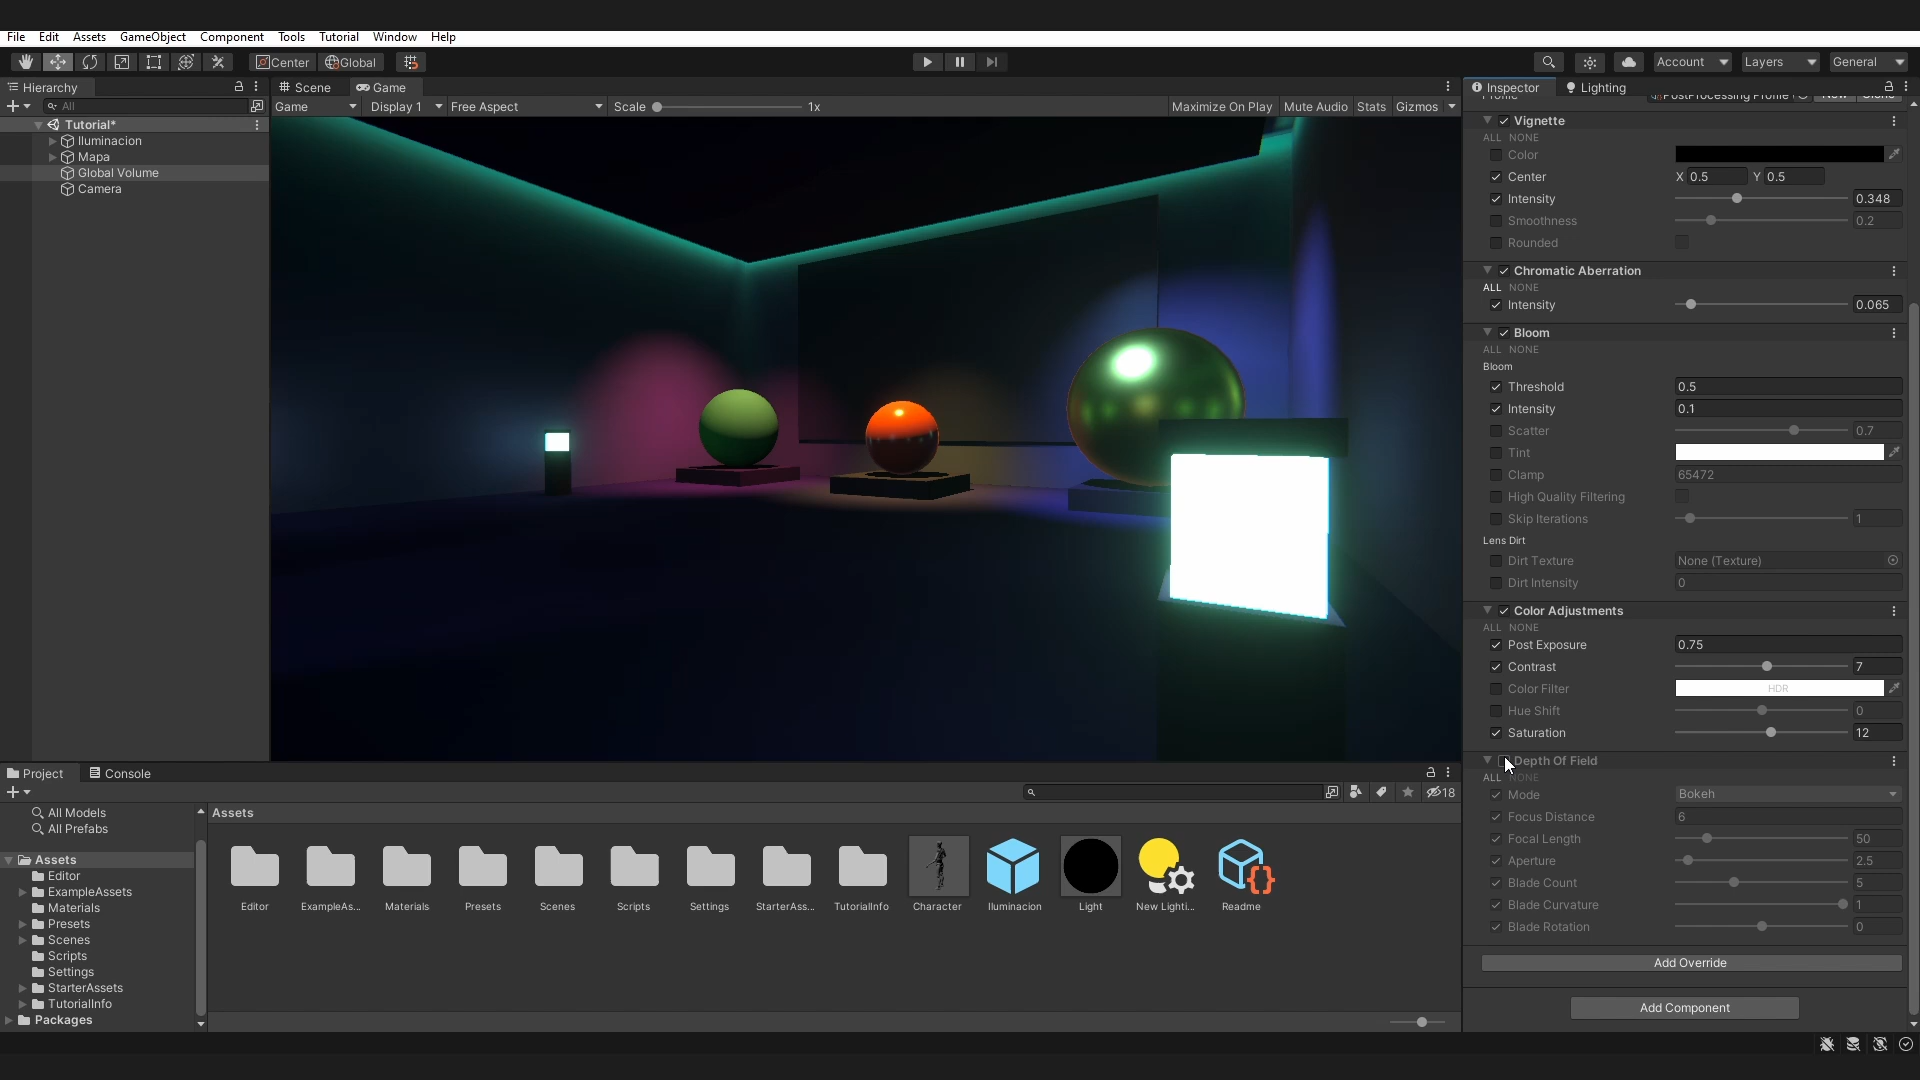 File Edit Assets GameObject Component Tools Tutorial Window Help
Center Global
Account Layers General
Hierarchy
All
Tutorial*
Iluminacion
Mapa
Global Volume
Camera
Scene Game
Game Display 1 Free Aspect Scale 1x Maximize On Play Mute Audio Stats Gizmos
Inspector Lighting
Vignette
ALL NONE
Color
Center X 0.5 Y 0.5
Intensity 0.348
Smoothness 0.2
Rounded
Chromatic Aberration
ALL NONE
Intensity 0.065
Bloom
ALL NONE
Bloom
Threshold 0.5
Intensity 0.1
Scatter 0.7
Tint
Clamp 65472
High Quality Filtering
Skip Iterations 1
Lens Dirt
Dirt Texture None (Texture)
Dirt Intensity 0
Color Adjustments
ALL NONE
Post Exposure 0.75
Contrast 7
Color Filter HDR
Hue Shift 0
Saturation 12
Depth Of Field
ALL NONE
Mode Bokeh
Focus Distance 6
Focal Length 50
Aperture 2.5
Blade Count 5
Blade Curvature 1
Blade Rotation 0
Add Override
Add Component
Project Console
18
All Models
All Prefabs
Assets
Editor
ExampleAssets
Materials
Presets
Scenes
Scripts
Settings
StarterAssets
TutorialInfo
Packages
Assets
Editor ExampleAs... Materials Presets Scenes Scripts Settings StarterAss... TutorialInfo Character Iluminacion Light New Lighti... Readme